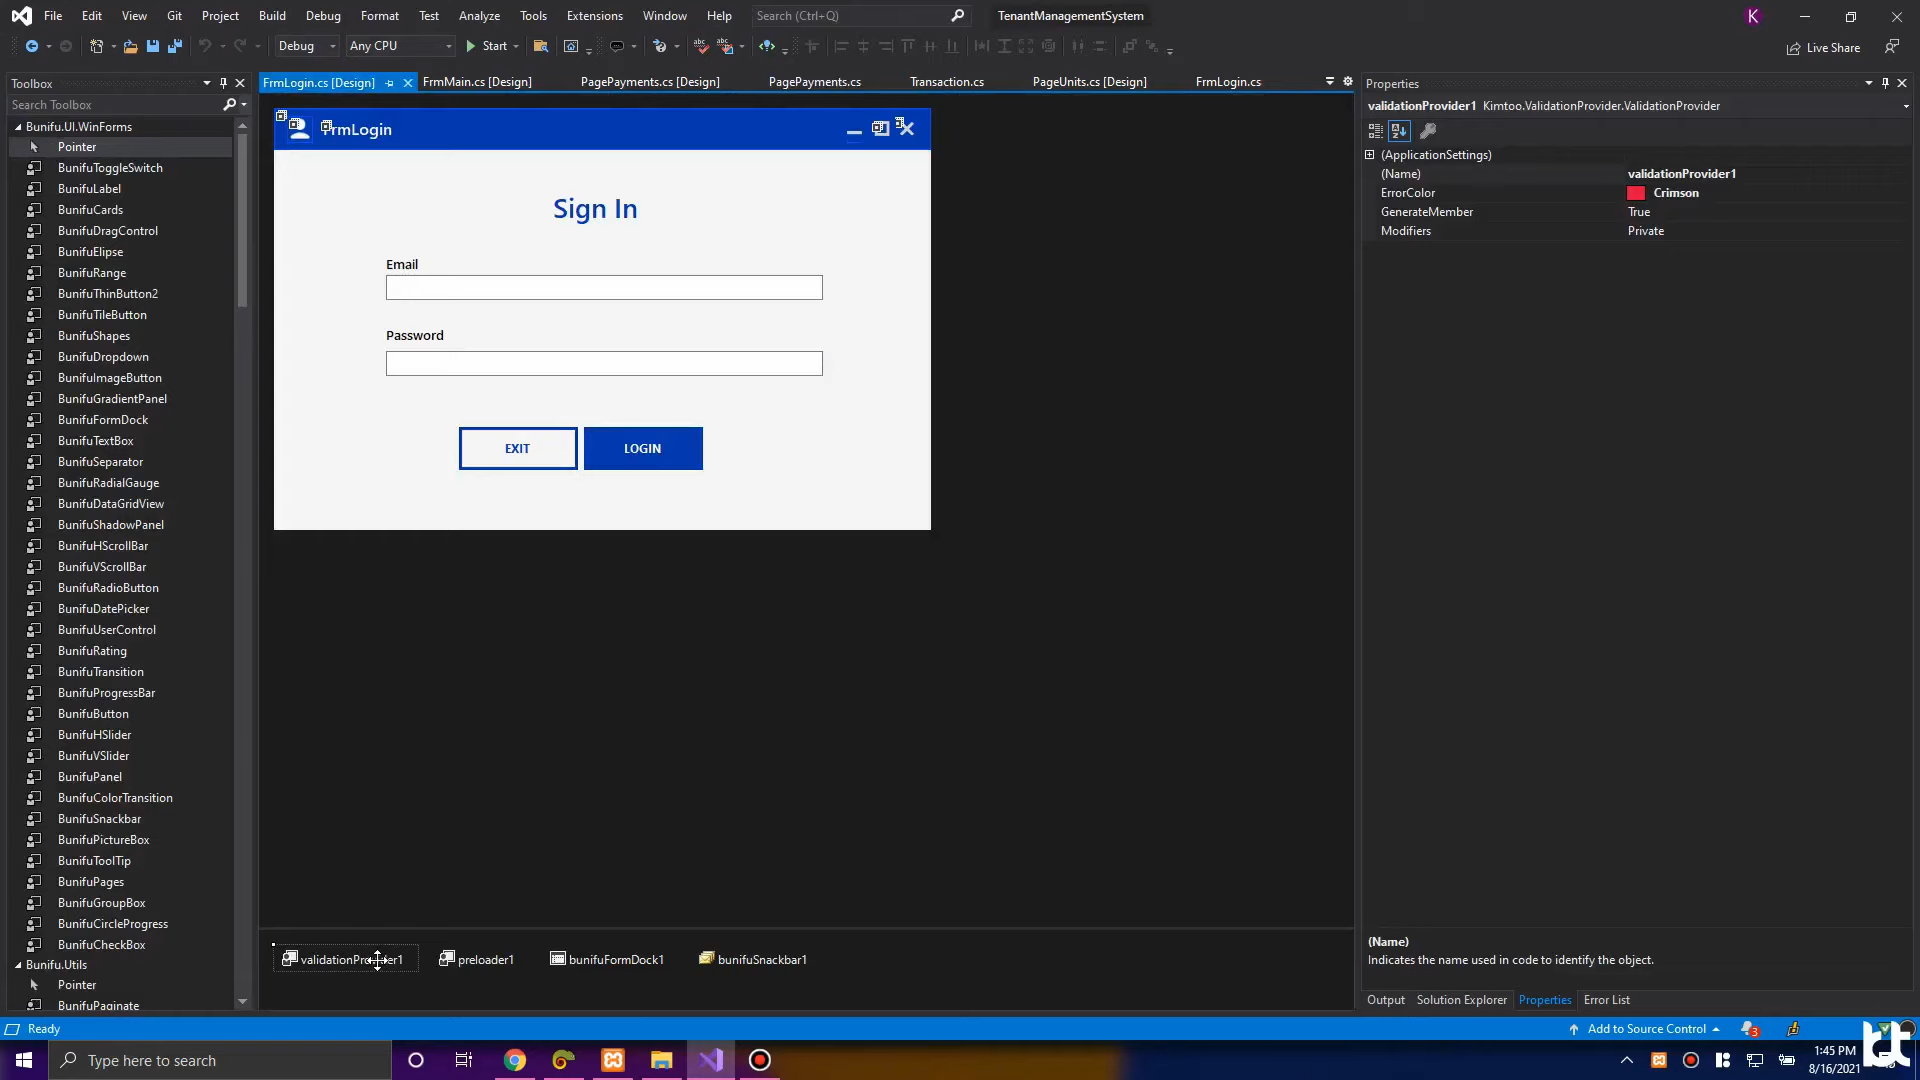 File Edit View Git Project Build Debug Format Test Analyze Tools Extensions Window Help Search (Ctrl+Q) TenantManagementSystem K
Debug Any CPU Start Live Share
Toolbox
Search Toolbox
Bunifu.UI.WinForms
Pointer
BunifuToggleSwitch
BunifuLabel
BunifuCards
BunifuDragControl
BunifuElipse
BunifuRange
BunifuThinButton2
BunifuTileButton
BunifuShapes
BunifuDropdown
BunifuImageButton
BunifuGradientPanel
BunifuFormDock
BunifuTextBox
BunifuSeparator
BunifuRadialGauge
BunifuDataGridView
BunifuShadowPanel
BunifuHScrollBar
BunifuVScrollBar
BunifuRadioButton
BunifuDatePicker
BunifuUserControl
BunifuRating
BunifuTransition
BunifuProgressBar
BunifuButton
BunifuHSlider
BunifuVSlider
BunifuPanel
BunifuColorTransition
BunifuSnackbar
BunifuPictureBox
BunifuToolTip
BunifuPages
BunifuGroupBox
BunifuCircleProgress
BunifuCheckBox
Bunifu.Utils
Pointer
BunifuPaginate
FrmLogin.cs [Design] FrmMain.cs [Design] PagePayments.cs [Design] PagePayments.cs Transaction.cs PageUnits.cs [Design] FrmLogin.cs
FrmLogin
Sign In
Email
Password
EXIT LOGIN
validationProvider1 preloader1 bunifuFormDock1 bunifuSnackbar1
Properties
validationProvider1 Kimtoo.ValidationProvider.ValidationProvider
(ApplicationSettings)
(Name) validationProvider1
ErrorColor Crimson
GenerateMember True
Modifiers Private
(Name)
Indicates the name used in code to identify the object.
Output Solution Explorer Properties Error List
Ready Add to Source Control 3
Type here to search
1:45 PM
8/16/2021